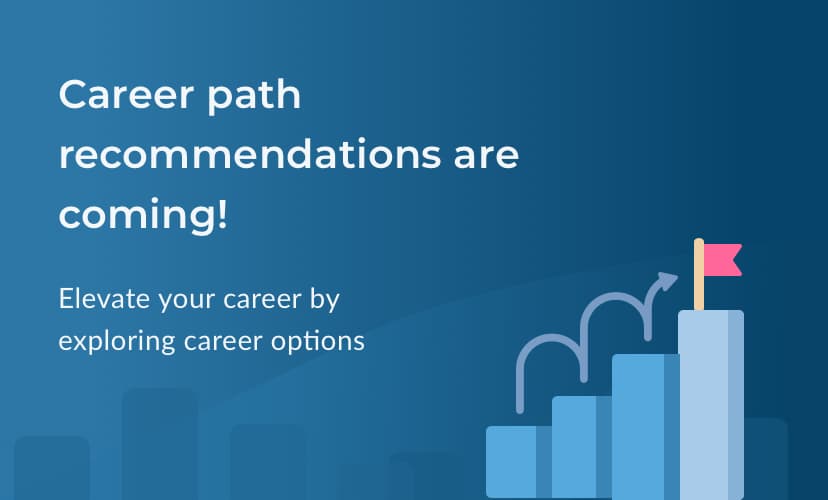 Career path
recommendations are
coming!
Elevate your career by
exploring career options